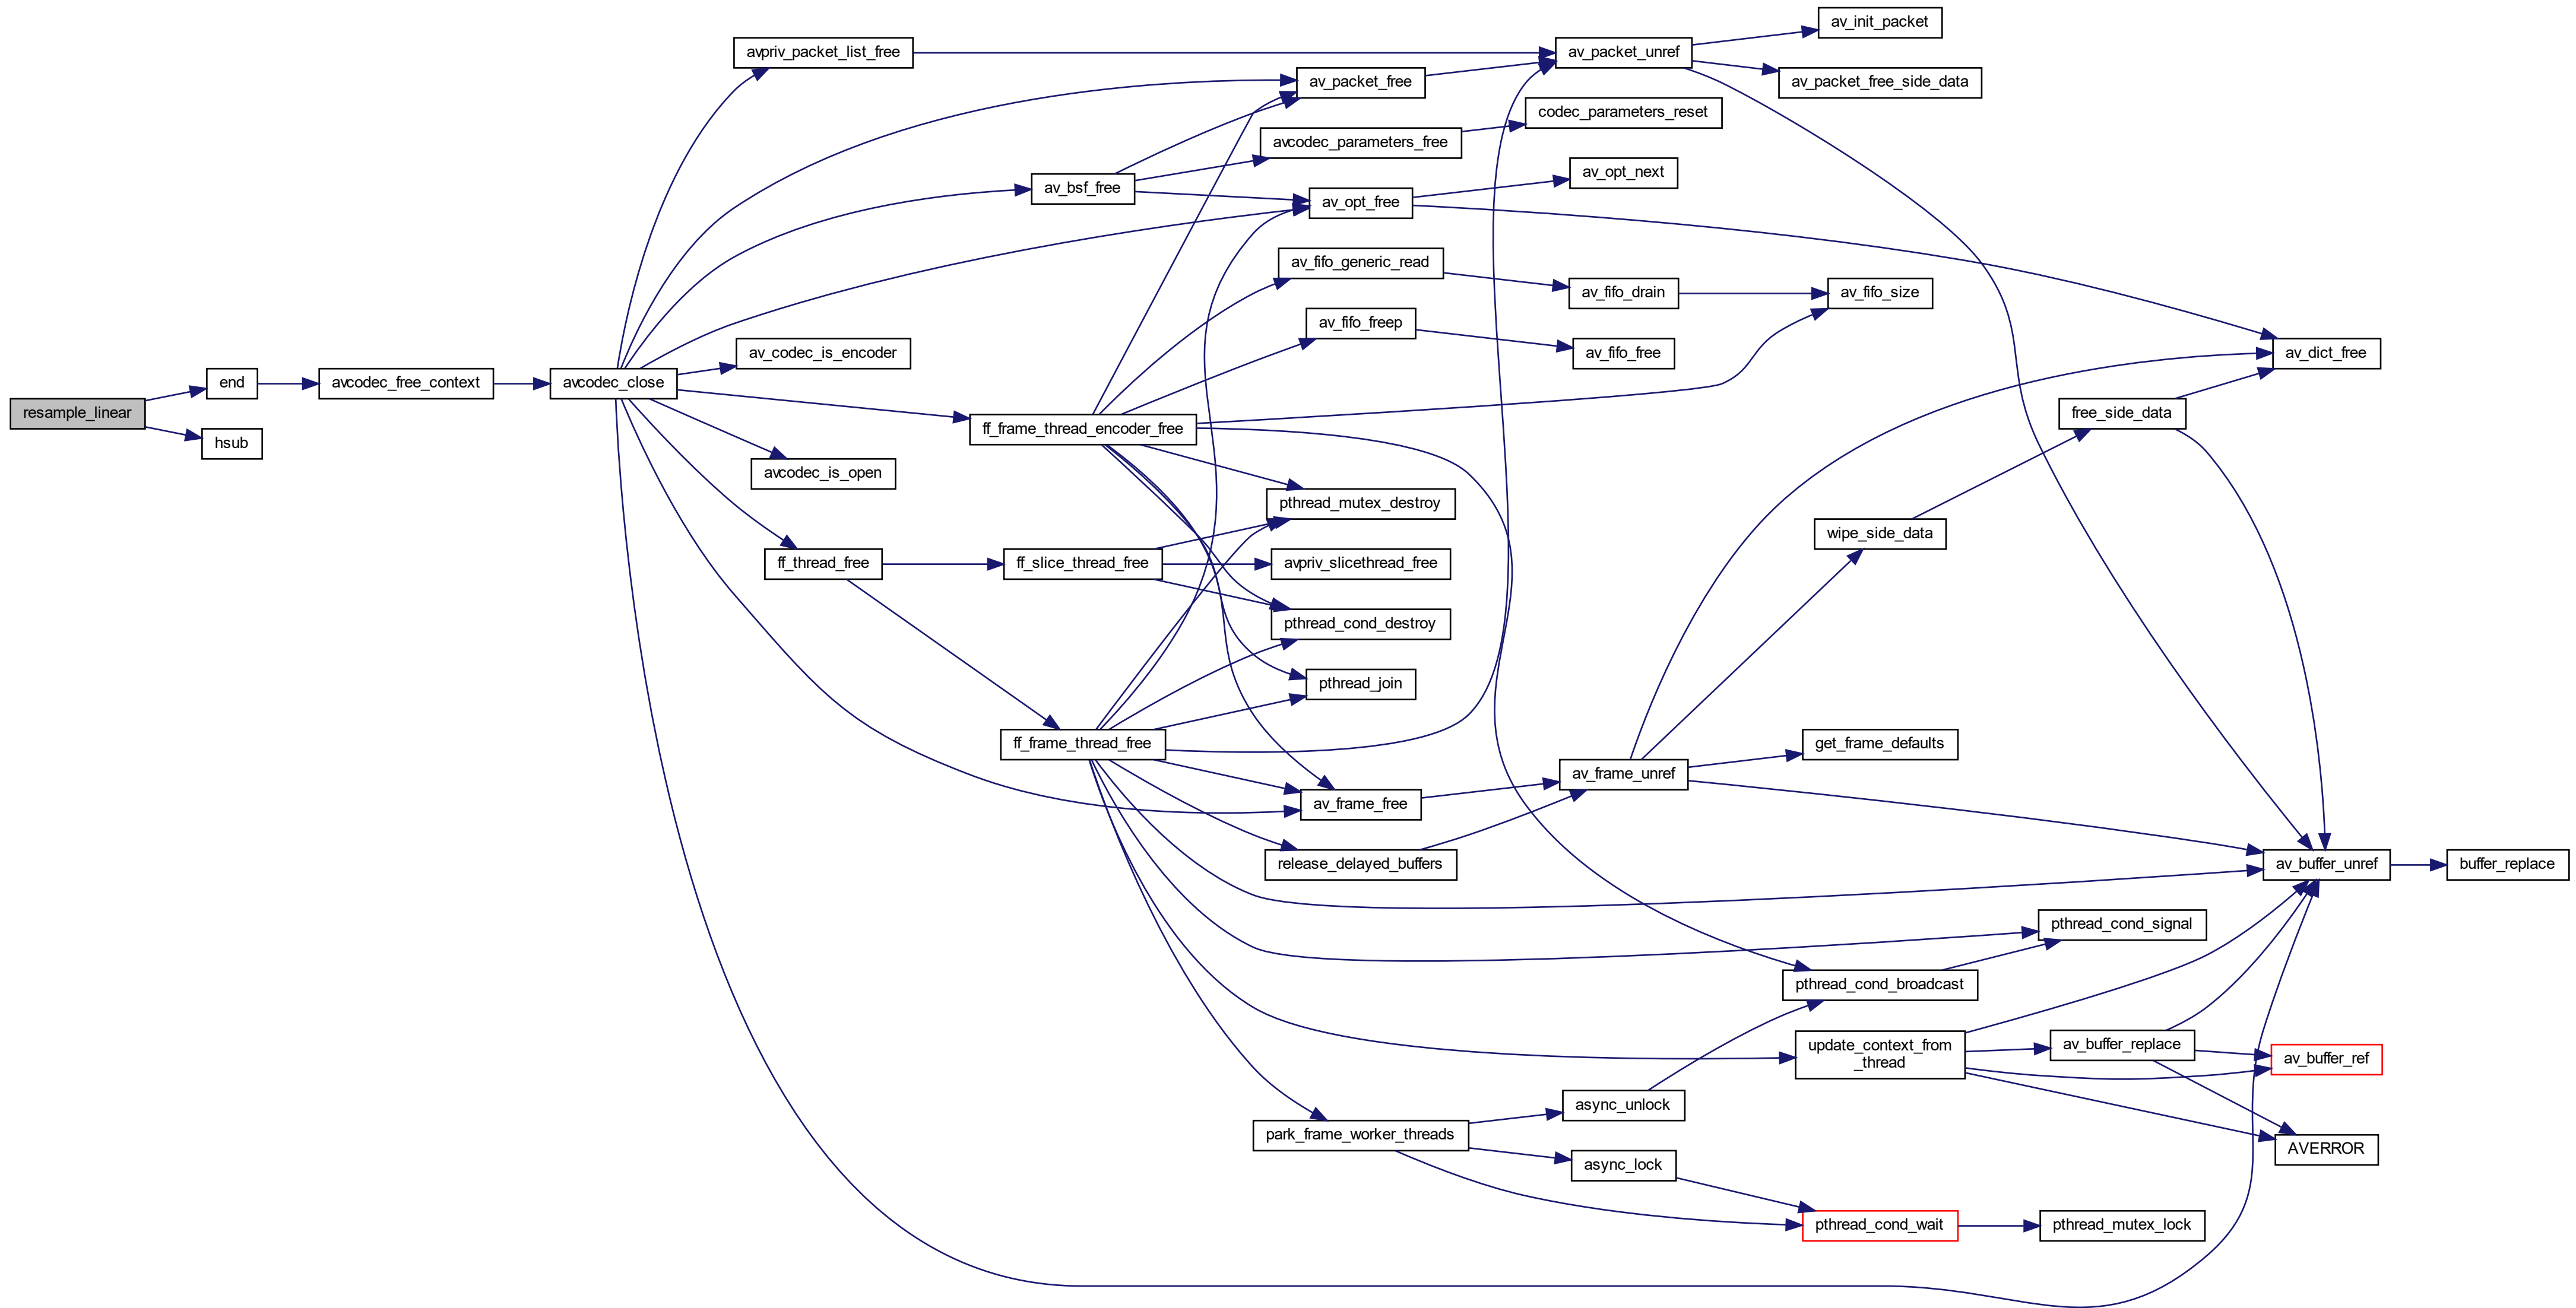 resample_linear
end
hsub
avcodec_free_context
avcodec_close
avpriv_packet_list_free
av_bsf_free
av_codec_is_encoder
ff_frame_thread_encoder_free
avcodec_is_open
ff_thread_free
ff_slice_thread_free
ff_frame_thread_free
av_packet_free
avcodec_parameters_free
av_opt_free
av_fifo_generic_read
av_fifo_freep
pthread_mutex_destroy
avpriv_slicethread_free
pthread_cond_destroy
pthread_join
av_frame_free
release_delayed_buffers
park_frame_worker_threads
av_packet_unref
codec_parameters_reset
av_opt_next
av_fifo_drain
av_fifo_free
av_frame_unref
async_unlock
async_lock
av_init_packet
av_packet_free_side_data
av_fifo_size
wipe_side_data
get_frame_defaults
pthread_cond_broadcast
update_context_from
_thread
pthread_cond_wait
free_side_data
pthread_cond_signal
av_buffer_replace
pthread_mutex_lock
av_dict_free
av_buffer_unref
av_buffer_ref
AVERROR
buffer_replace